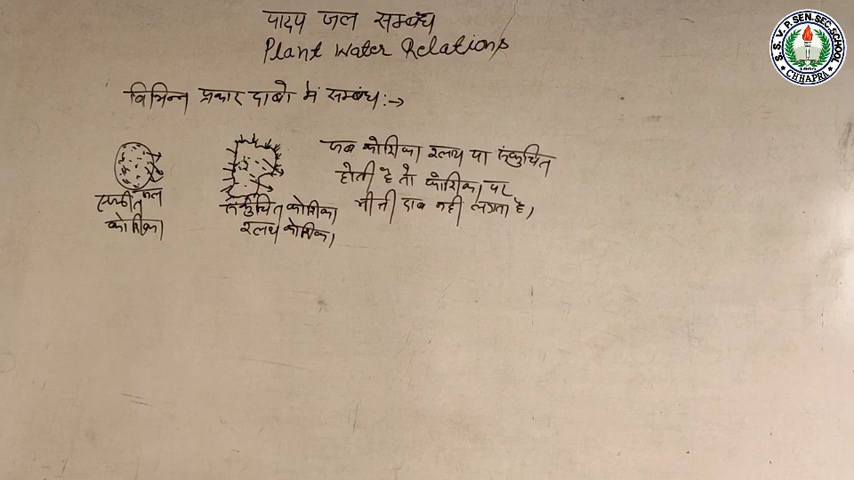 पादप जल सम्बंध
Plant Water Relations
विभिन्न प्रकार दाबो में सम्बंध :→
जब कोशिका श्लथ या संकुचित
होती है तो कोशिका पर
भीती दाब नही लगता है,
स्फीत
कोशिका
संकुचित कोशिका
श्लथ कोशिका
S.S.V.P.SEN.SEC.SCHOOL
CHHAPRA